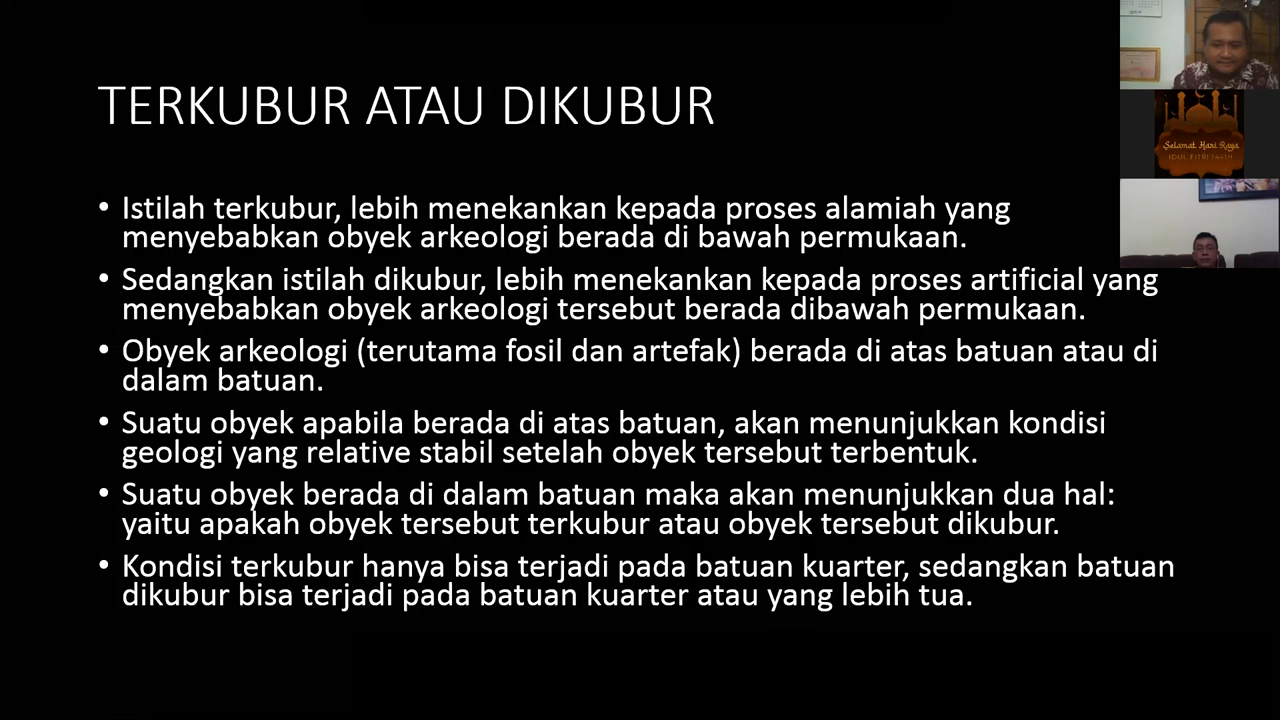 TERKUBUR ATAU DIKUBUR
• Istilah terkubur, lebih menekankan kepada proses alamiah yang
menyebabkan obyek arkeologi berada di bawah permukaan.
• Sedangkan istilah dikubur, lebih menekankan kepada proses artificial yang
menyebabkan obyek arkeologi tersebut berada dibawah permukaan.
• Obyek arkeologi (terutama fosil dan artefak) berada di atas batuan atau di
dalam batuan.
• Suatu obyek apabila berada di atas batuan, akan menunjukkan kondisi
geologi yang relative stabil setelah obyek tersebut terbentuk.
• Suatu obyek berada di dalam batuan maka akan menunjukkan dua hal:
yaitu apakah obyek tersebut terkubur atau obyek tersebut dikubur.
• Kondisi terkubur hanya bisa terjadi pada batuan kuarter, sedangkan batuan
dikubur bisa terjadi pada batuan kuarter atau yang lebih tua.
Selamat Hari Raya
IDUL FITRI 1441H